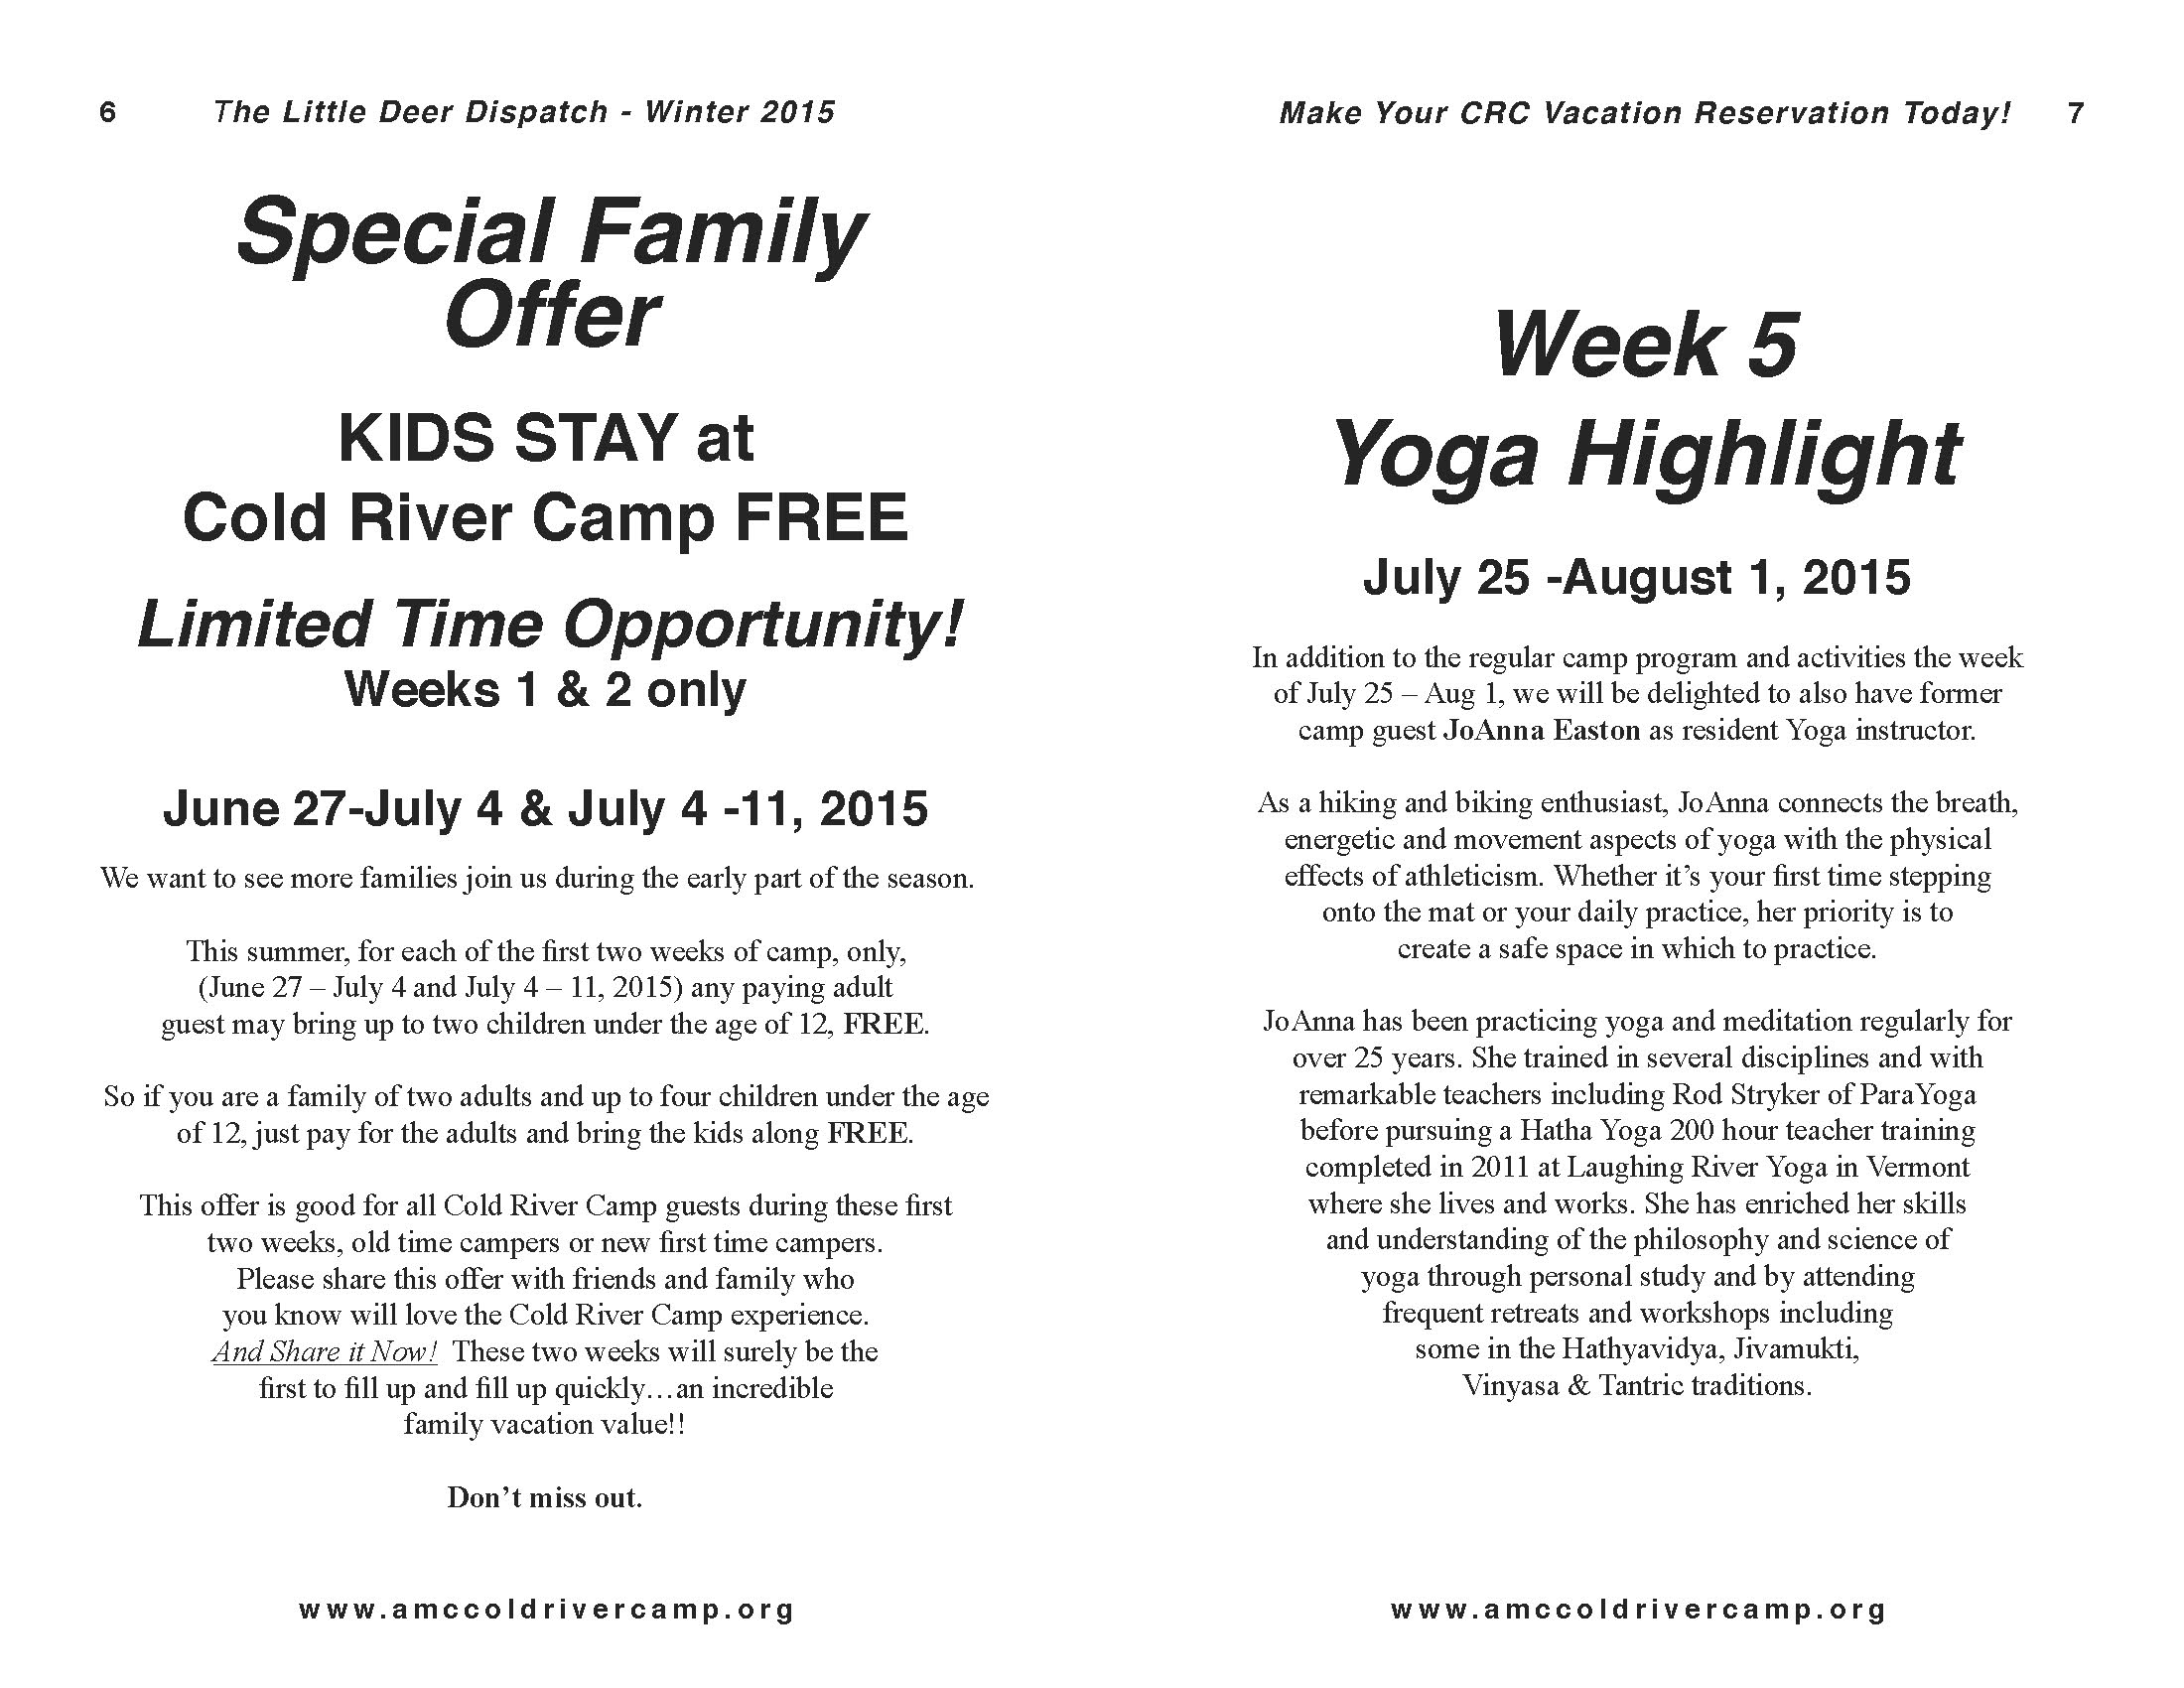 6 The Little Deer Dispatch - Winter 2015
Special Family
Offer
KIDS STAY at
Cold River Camp FREE
Limited Time Opportunity!
Weeks 1 & 2 only
June 27-July 4 & July 4 -11, 2015
We want to see more families join us during the early part of the season.
This summer, for each of the first two weeks of camp, only,
(June 27 – July 4 and July 4 – 11, 2015) any paying adult
guest may bring up to two children under the age of 12, FREE.
So if you are a family of two adults and up to four children under the age
of 12, just pay for the adults and bring the kids along FREE.
This offer is good for all Cold River Camp guests during these first
two weeks, old time campers or new first time campers.
Please share this offer with friends and family who
you know will love the Cold River Camp experience.
And Share it Now! These two weeks will surely be the
first to fill up and fill up quickly…an incredible
family vacation value!!
Don’t miss out.
www.amccoldrivercamp.org
Make Your CRC Vacation Reservation Today! 7
Week 5
Yoga Highlight
July 25 -August 1, 2015
In addition to the regular camp program and activities the week
of July 25 – Aug 1, we will be delighted to also have former
camp guest JoAnna Easton as resident Yoga instructor.
As a hiking and biking enthusiast, JoAnna connects the breath,
energetic and movement aspects of yoga with the physical
effects of athleticism. Whether it’s your first time stepping
onto the mat or your daily practice, her priority is to
create a safe space in which to practice.
JoAnna has been practicing yoga and meditation regularly for
over 25 years. She trained in several disciplines and with
remarkable teachers including Rod Stryker of ParaYoga
before pursuing a Hatha Yoga 200 hour teacher training
completed in 2011 at Laughing River Yoga in Vermont
where she lives and works. She has enriched her skills
and understanding of the philosophy and science of
yoga through personal study and by attending
frequent retreats and workshops including
some in the Hathyavidya, Jivamukti,
Vinyasa & Tantric traditions.
www.amccoldrivercamp.org